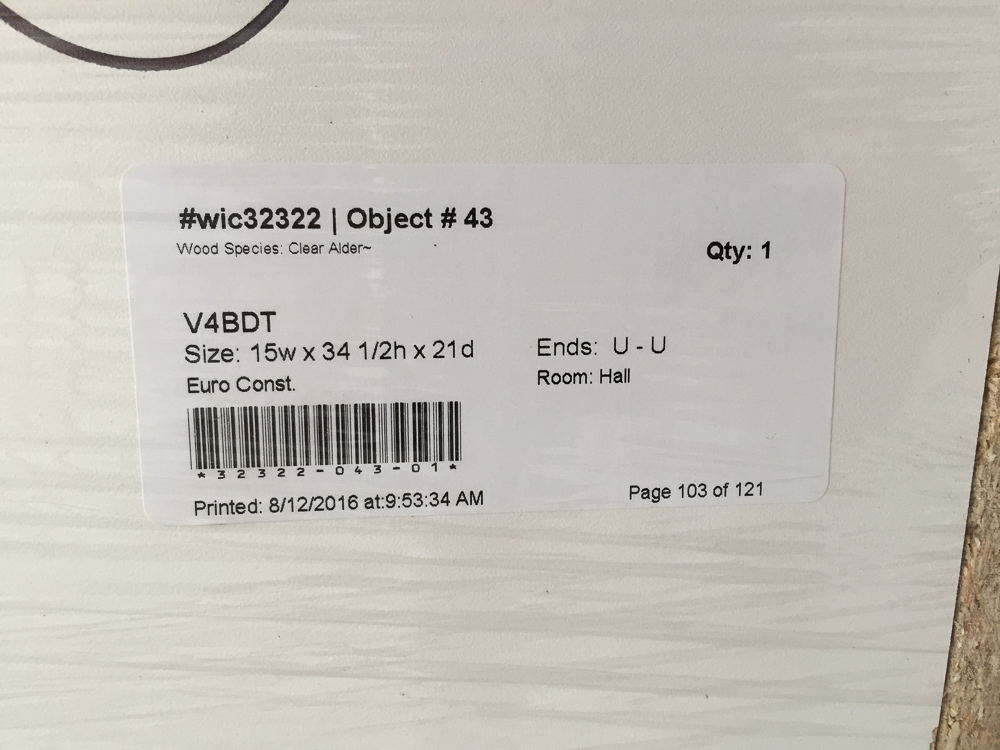 #wic32322 | Object # 43
Wood Species: Clear Alder~
Qty: 1
V4BDT
Size: 15w x 34 1/2h x 21d
Ends: U - U
Euro Const.
Room: Hall
*32322-043-01*
Printed: 8/12/2016 at:9:53:34 AM
Page 103 of 121